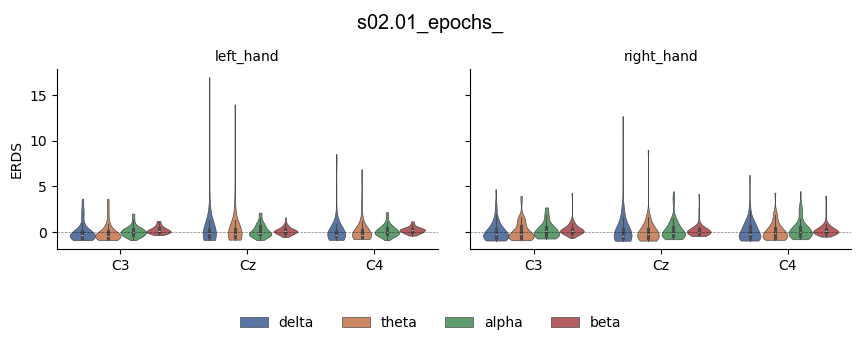 s02.01_epochs_
left_hand
right_hand
ERDS
15
10
5
0
C3
Cz
C4
C3
Cz
C4
delta
theta
alpha
beta